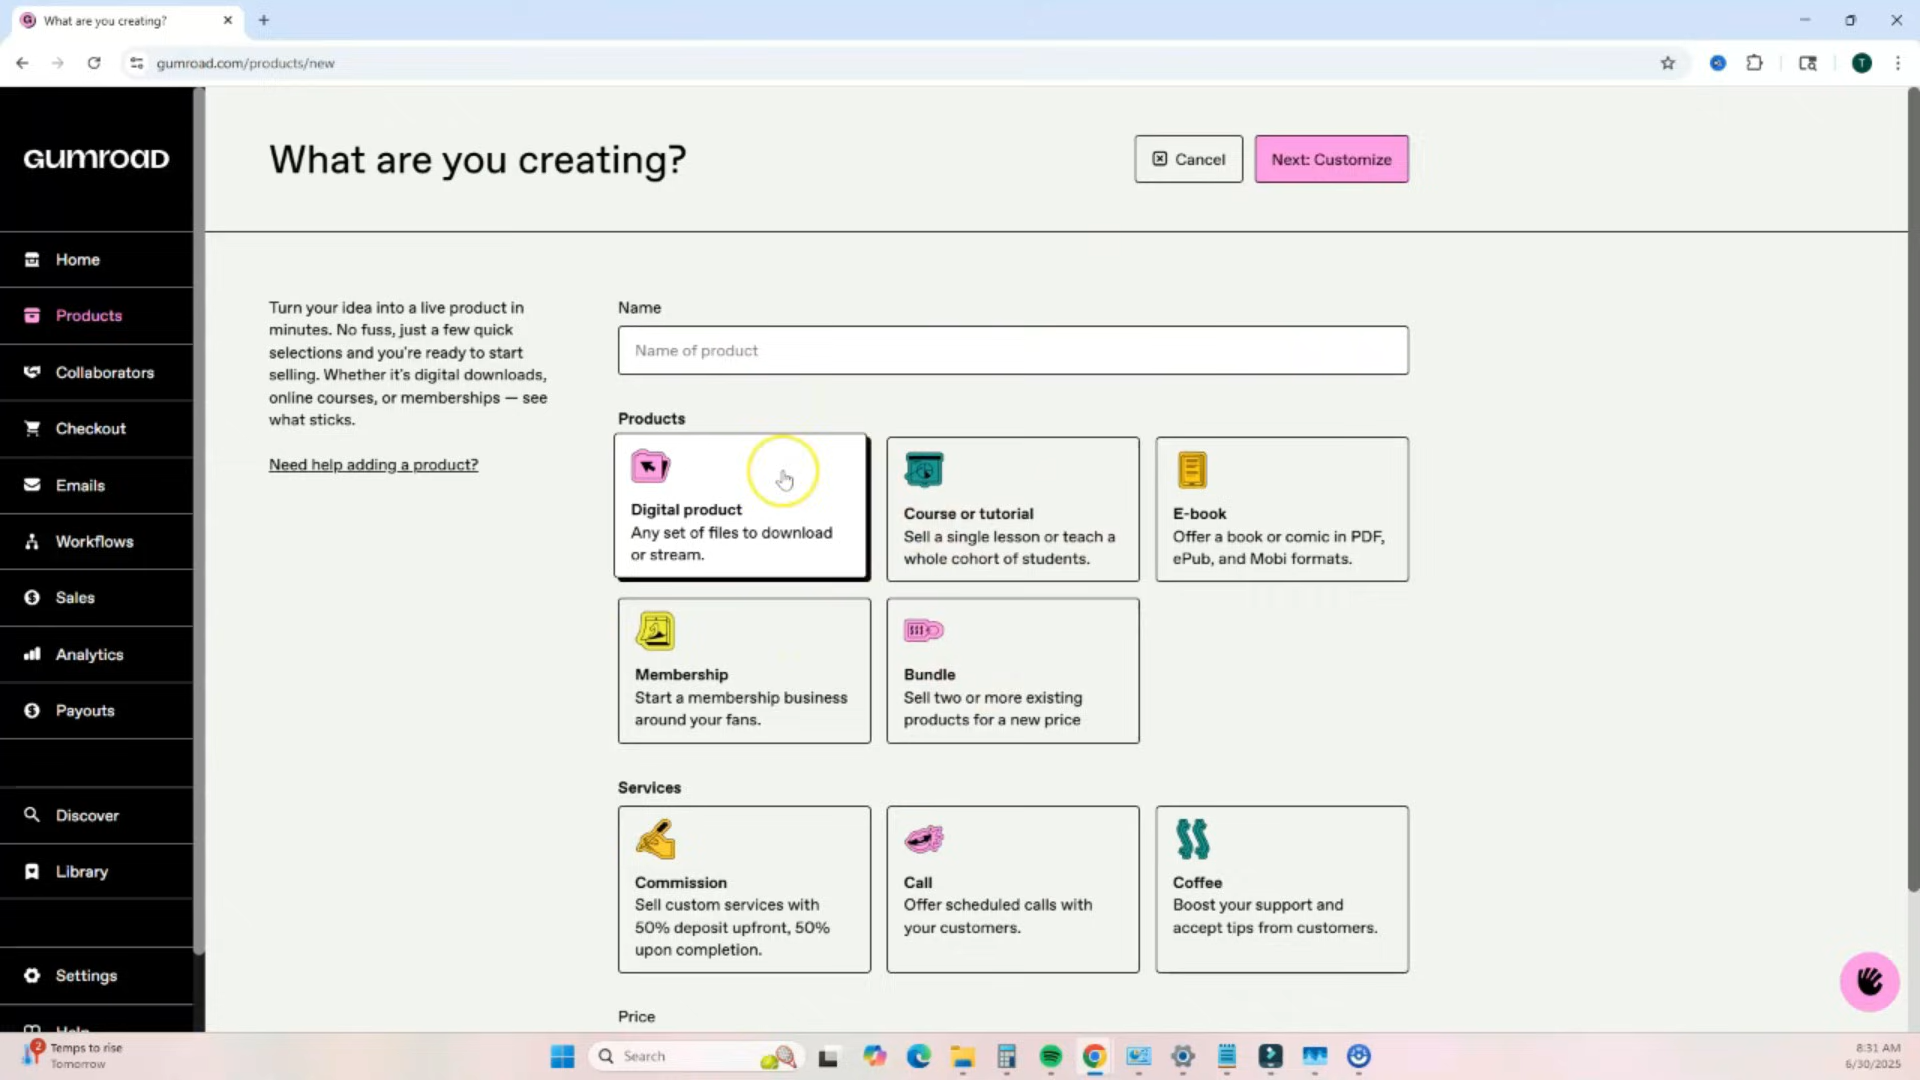 What are you creating?
gumroad.com/products/new
T
GUMROAD
What are you creating?
Cancel
Next: Customize
Home
Products
Collaborators
Checkout
Emails
Workflows
Sales
Analytics
Payouts
Discover
Library
Settings
Help
Turn your idea into a live product in
minutes. No fuss, just a few quick
selections and you're ready to start
selling. Whether it's digital downloads,
online courses, or memberships — see
what sticks.
Need help adding a product?
Name
Name of product
Products
Digital product
Any set of files to download
or stream.
Course or tutorial
Sell a single lesson or teach a
whole cohort of students.
E-book
Offer a book or comic in PDF,
ePub, and Mobi formats.
Membership
Start a membership business
around your fans.
Bundle
Sell two or more existing
products for a new price
Services
Commission
Sell custom services with
50% deposit upfront, 50%
upon completion.
Call
Offer scheduled calls with
your customers.
Coffee
Boost your support and
accept tips from customers.
Price
2
Temps to rise
Tomorrow
Search
8:31 AM
6/30/2025